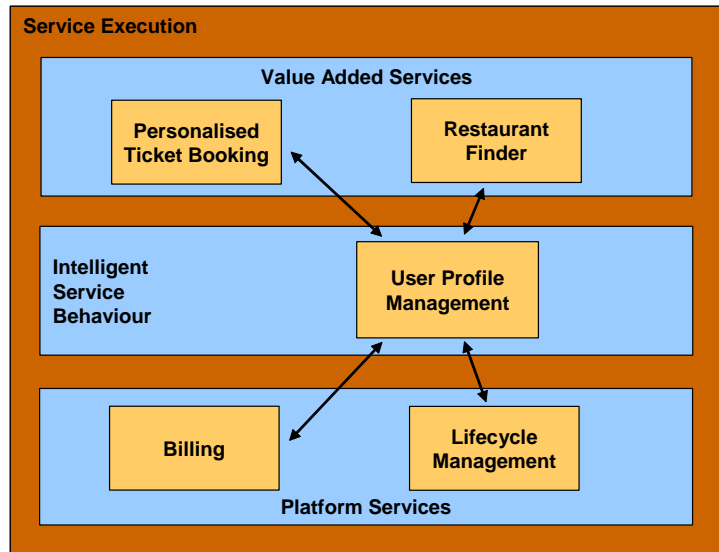 Service Execution
Value Added Services
Personalised
Ticket Booking
Restaurant
Finder
Intelligent
Service
Behaviour
User Profile
Management
Billing
Lifecycle
Management
Platform Services